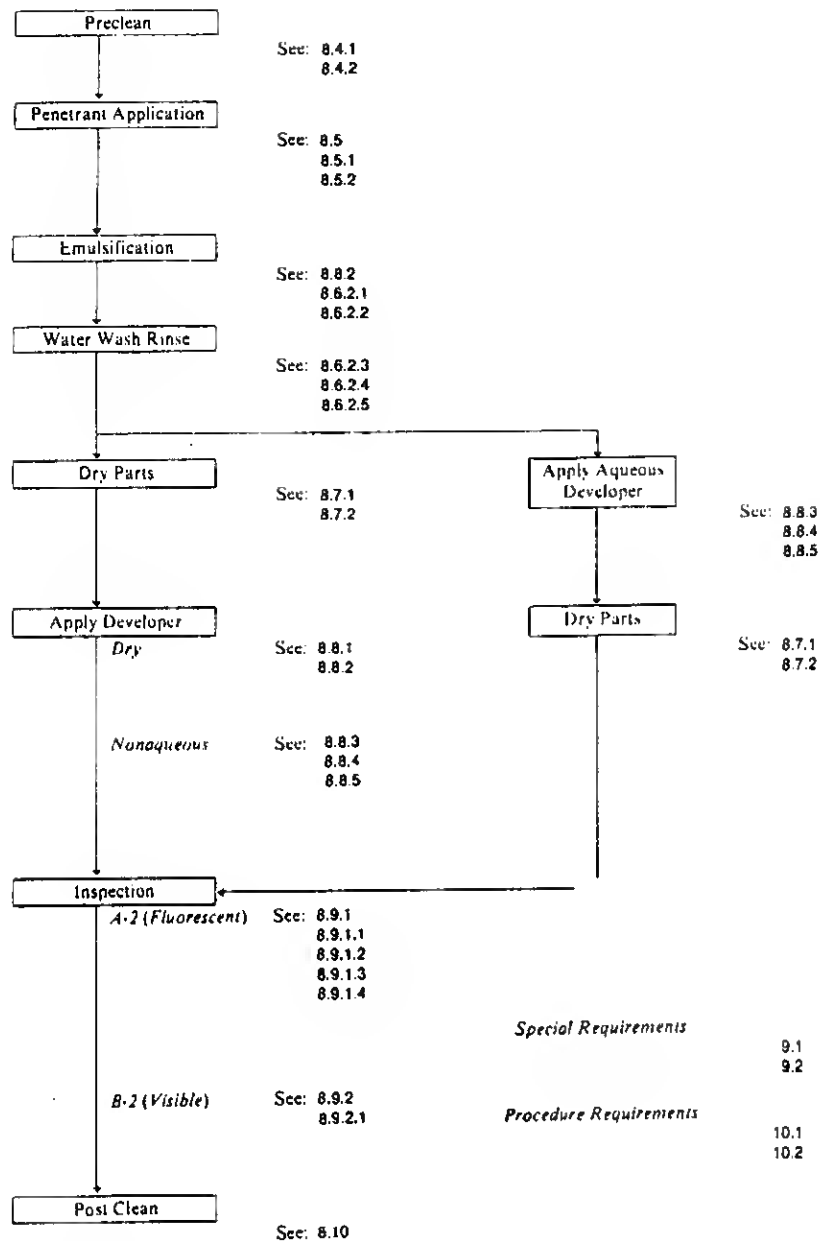 Preclean
See: 8.4.1
8.4.2
Penetrant Application
See: 8.5
8.5.1
8.5.2
Emulsification
See: 8.8.2
8.6.2.1
8.6.2.2
Water Wash Rinse
See: 8.6.2.3
8.6.2.4
8.6.2.5
Dry Parts
See: 8.7.1
8.7.2
Apply Aqueous
Developer
See: 8.8.3
8.8.4
8.8.5
Apply Developer
Dry
See: 8.8.1
8.8.2
Nonaqueous
See: 8.8.3
8.8.4
8.8.5
Dry Parts
See: 8.7.1
8.7.2
Inspection
A-2 (Fluorescent)
See: 8.9.1
8.9.1.1
8.9.1.2
8.9.1.3
8.9.1.4
Special Requirements
9.1
9.2
B-2 (Visible)
See: 8.9.2
8.9.2.1
Procedure Requirements
10.1
10.2
Post Clean
See: 8.10